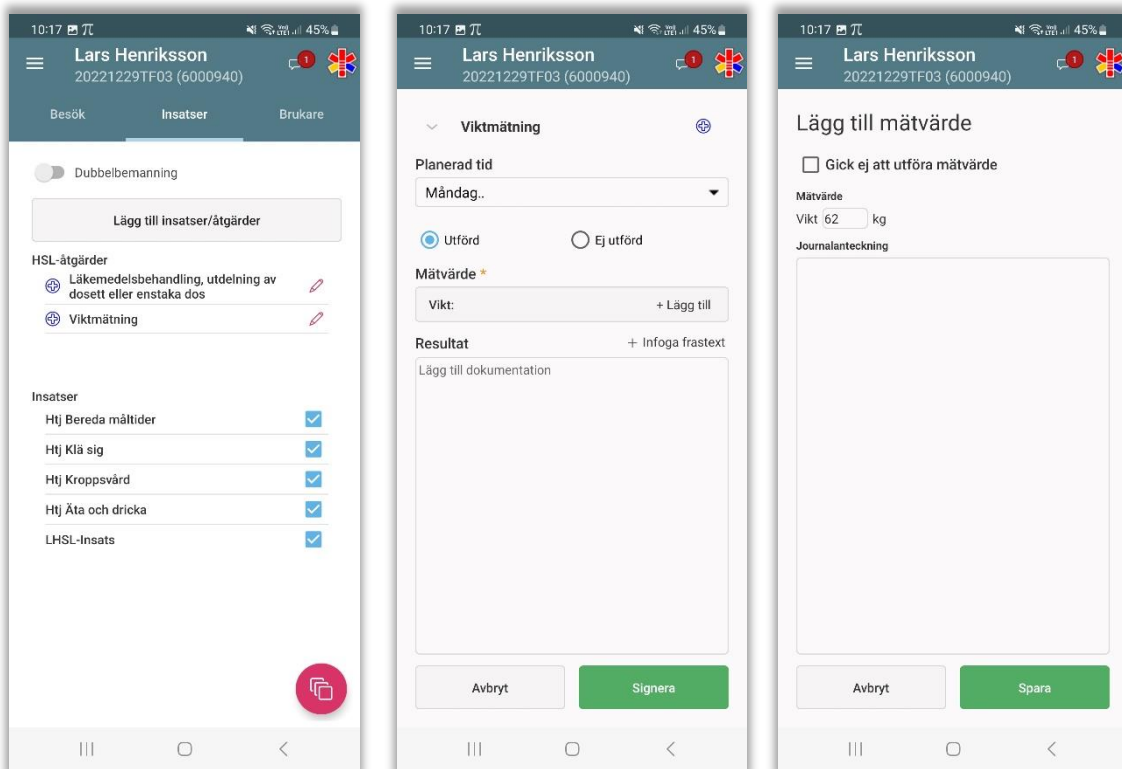 10:17 45%
Lars Henriksson
20221229TF03 (6000940)
1
Besök Insatser Brukare
Dubbelbemanning
Lägg till insatser/åtgärder
HSL-åtgärder
Läkemedelsbehandling, utdelning av
dosett eller enstaka dos
Viktmätning
Insatser
Htj Bereda måltider
Htj Klä sig
Htj Kroppsvård
Htj Äta och dricka
LHSL-Insats
10:17 45%
Lars Henriksson
20221229TF03 (6000940)
1
Viktmätning
Planerad tid
Måndag..
Utförd Ej utförd
Mätvärde *
Vikt: + Lägg till
Resultat + Infoga frastext
Lägg till dokumentation
Avbryt Signera
10:17 45%
Lars Henriksson
20221229TF03 (6000940)
1
Lägg till mätvärde
Gick ej att utföra mätvärde
Mätvärde
Vikt 62 kg
Journalanteckning
Avbryt Spara